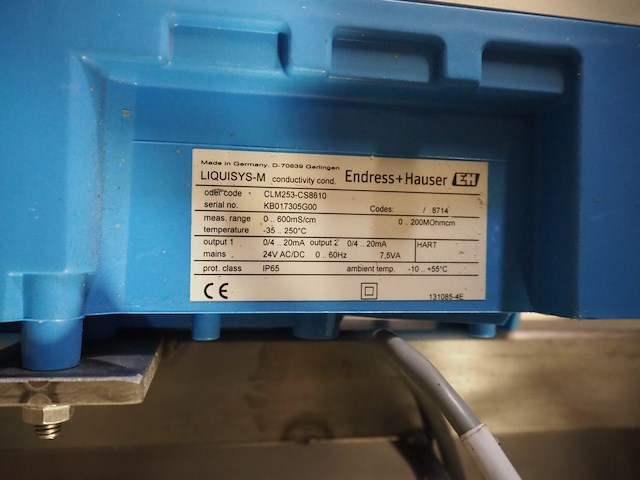 Made in Germany, D-70839 Gerlingen
LIQUISYS-M conductivity cond. Endress+Hauser EH
oder code CLM253-CS8610
serial no. KB017305G00 Codes: / 8714
meas. range 0 .. 600mS/cm 0 .. 200MOhmcm
temperature -35 .. 250°C
output 1 0/4 .. 20mA output 2 0/4 .. 20mA HART
mains 24V AC/DC 0 .. 60Hz 7,5VA
prot. class IP65 ambient temp. -10 .. +55°C
CE 131085-4E